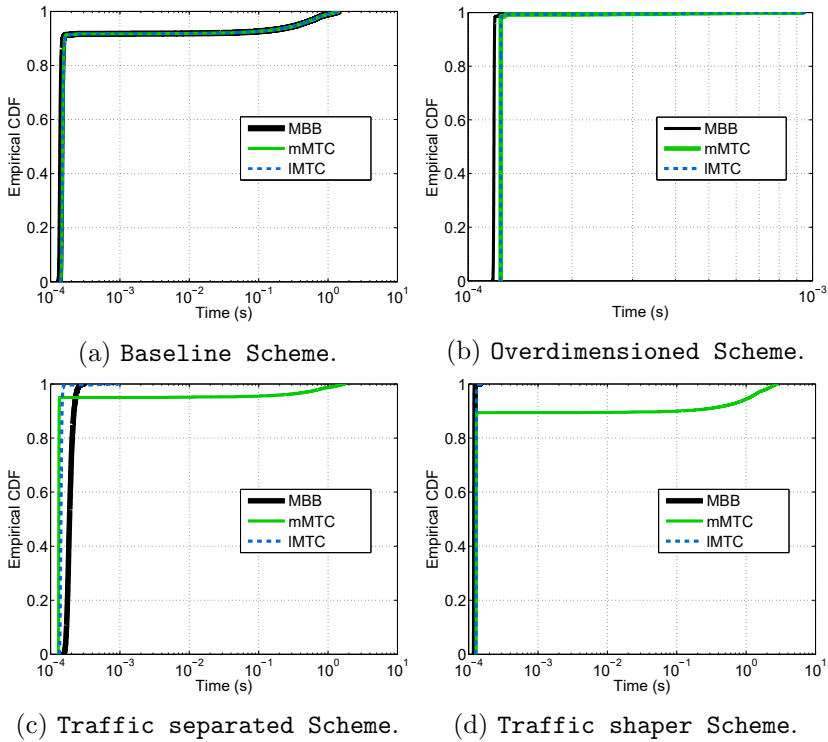 1
0.8
0.6
0.4
0.2
0
Empirical CDF
MBB
mMTC
lMTC
10^−4 10^−3 10^−2 10^−1 10^0 10^1
Time (s)
(a) Baseline Scheme.
1
0.8
0.6
0.4
0.2
0
Empirical CDF
MBB
mMTC
lMTC
10^−4 10^−3
Time (s)
(b) Overdimensioned Scheme.
1
0.8
0.6
0.4
0.2
0
Empirical CDF
MBB
mMTC
lMTC
10^−4 10^−3 10^−2 10^−1 10^0 10^1
Time (s)
(c) Traffic separated Scheme.
1
0.8
0.6
0.4
0.2
0
Empirical CDF
MBB
mMTC
lMTC
10^−4 10^−3 10^−2 10^−1 10^0 10^1
Time (s)
(d) Traffic shaper Scheme.